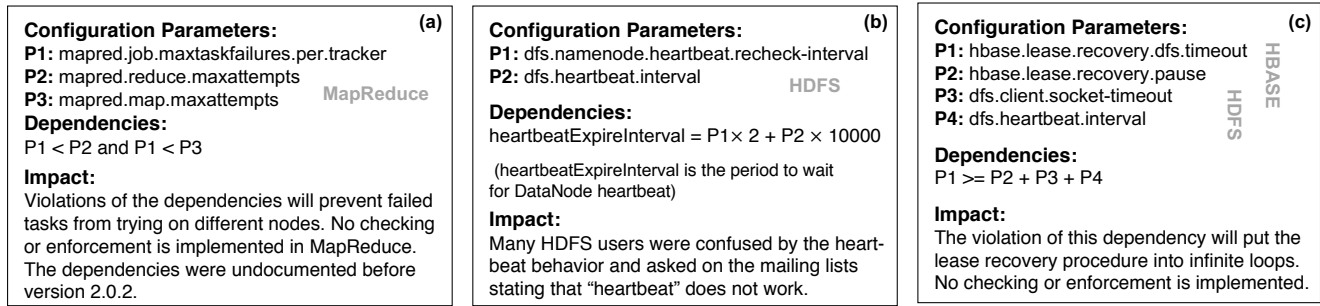 (a)
Configuration Parameters:
P1: mapred.job.maxtaskfailures.per.tracker
P2: mapred.reduce.maxattempts
P3: mapred.map.maxattempts
MapReduce
Dependencies:
P1 < P2 and P1 < P3
Impact:
Violations of the dependencies will prevent failed
tasks from trying on different nodes. No checking
or enforcement is implemented in MapReduce.
The dependencies were undocumented before
version 2.0.2.
(b)
Configuration Parameters:
P1: dfs.namenode.heartbeat.recheck-interval
P2: dfs.heartbeat.interval
HDFS
Dependencies:
heartbeatExpireInterval = P1× 2 + P2 × 10000
(heartbeatExpireInterval is the period to wait
for DataNode heartbeat)
Impact:
Many HDFS users were confused by the heart-
beat behavior and asked on the mailing lists
stating that “heartbeat” does not work.
(c)
Configuration Parameters:
P1: hbase.lease.recovery.dfs.timeout
P2: hbase.lease.recovery.pause
P3: dfs.client.socket-timeout
P4: dfs.heartbeat.interval
HBASE
HDFS
Dependencies:
P1 >= P2 + P3 + P4
Impact:
The violation of this dependency will put the
lease recovery procedure into infinite loops.
No checking or enforcement is implemented.